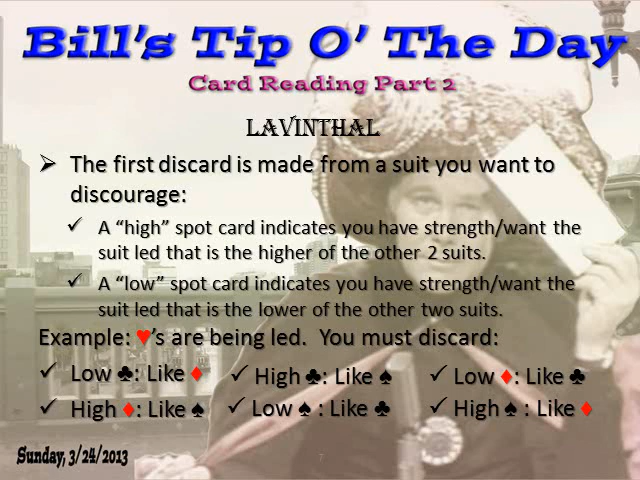 Bill's Tip O' The Day
Card Reading Part 2
LAVINTHAL
➢ The first discard is made from a suit you want to
discourage:
✓ A “high” spot card indicates you have strength/want the
suit led that is the higher of the other 2 suits.
✓ A “low” spot card indicates you have strength/want the
suit led that is the lower of the other two suits.
Example: ♥'s are being led. You must discard:
✓ Low ♣: Like ♦ ✓ High ♣: Like ♠ ✓ Low ♦: Like ♣
✓ High ♦: Like ♠ ✓ Low ♠ : Like ♣ ✓ High ♠ : Like ♦
Sunday, 3/24/2013
7